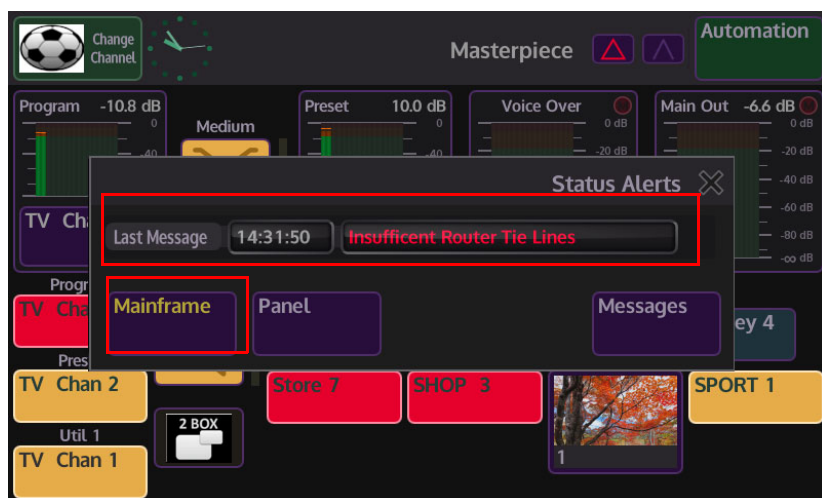 Change
Channel
Masterpiece
Automation
Program -10.8 dB
0
-40
Medium
Preset 10.0 dB
0
-40
Voice Over
0 dB
-20 dB
Main Out -6.6 dB
0 dB
-20 dB
-40 dB
-60 dB
-80 dB
-oo dB
Status Alerts
Last Message 14:31:50 Insufficent Router Tie Lines
Mainframe
Panel
Messages
TV Ch
Progr
TV Cha
ey 4
Pres
TV Chan 2
Store 7
SHOP 3
SPORT 1
Util 1
TV Chan 1
2 BOX
1